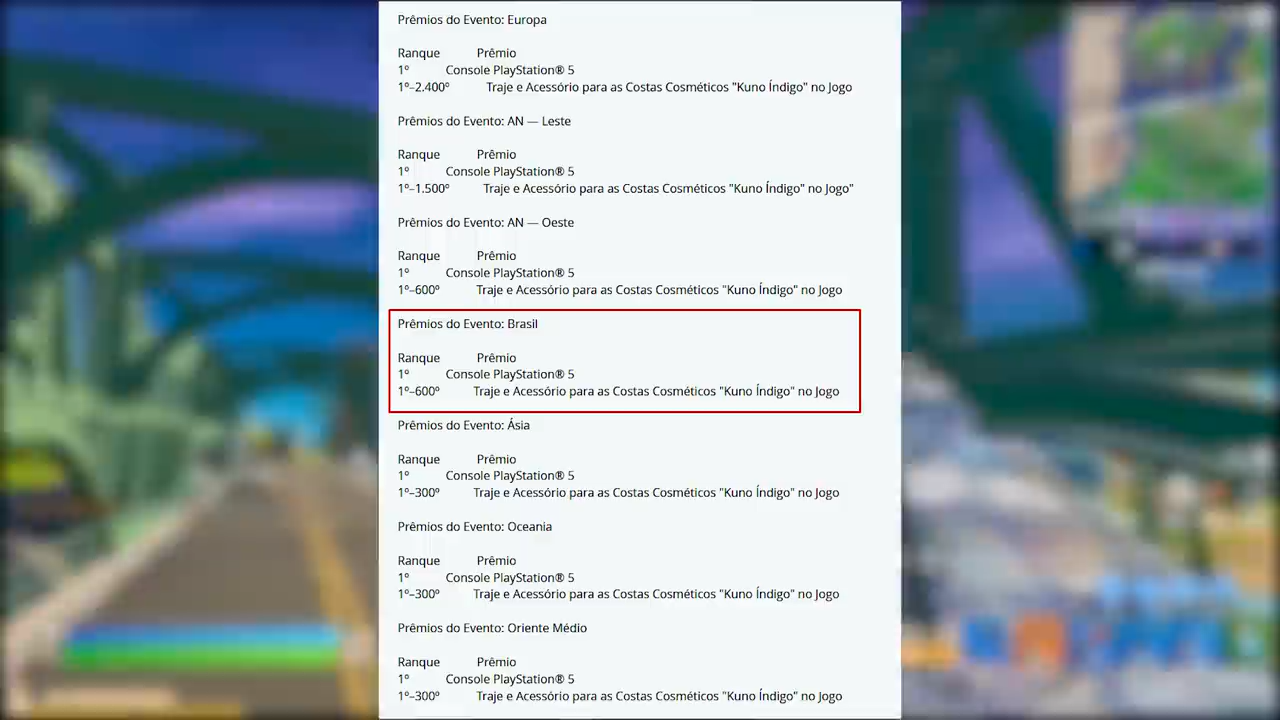 Prêmios do Evento: Europa
Ranque Prêmio
1º Console PlayStation® 5
1º–2.400º Traje e Acessório para as Costas Cosméticos "Kuno Índigo" no Jogo
Prêmios do Evento: AN — Leste
Ranque Prêmio
1º Console PlayStation® 5
1º–1.500º Traje e Acessório para as Costas Cosméticos "Kuno Índigo" no Jogo"
Prêmios do Evento: AN — Oeste
Ranque Prêmio
1º Console PlayStation® 5
1º–600º Traje e Acessório para as Costas Cosméticos "Kuno Índigo" no Jogo
Prêmios do Evento: Brasil
Ranque Prêmio
1º Console PlayStation® 5
1º–600º Traje e Acessório para as Costas Cosméticos "Kuno Índigo" no Jogo
Prêmios do Evento: Ásia
Ranque Prêmio
1º Console PlayStation® 5
1º–300º Traje e Acessório para as Costas Cosméticos "Kuno Índigo" no Jogo
Prêmios do Evento: Oceania
Ranque Prêmio
1º Console PlayStation® 5
1º–300º Traje e Acessório para as Costas Cosméticos "Kuno Índigo" no Jogo
Prêmios do Evento: Oriente Médio
Ranque Prêmio
1º Console PlayStation® 5
1º–300º Traje e Acessório para as Costas Cosméticos "Kuno Índigo" no Jogo